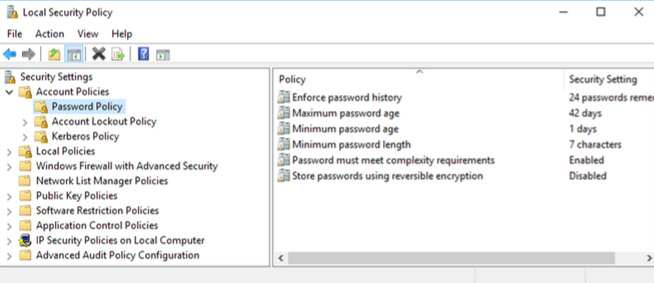 Local Security Policy
File Action View Help
Security Settings
Account Policies
Password Policy
Account Lockout Policy
Kerberos Policy
Local Policies
Windows Firewall with Advanced Security
Network List Manager Policies
Public Key Policies
Software Restriction Policies
Application Control Policies
IP Security Policies on Local Computer
Advanced Audit Policy Configuration
Policy Security Setting
Enforce password history 24 passwords remer
Maximum password age 42 days
Minimum password age 1 days
Minimum password length 7 characters
Password must meet complexity requirements Enabled
Store passwords using reversible encryption Disabled